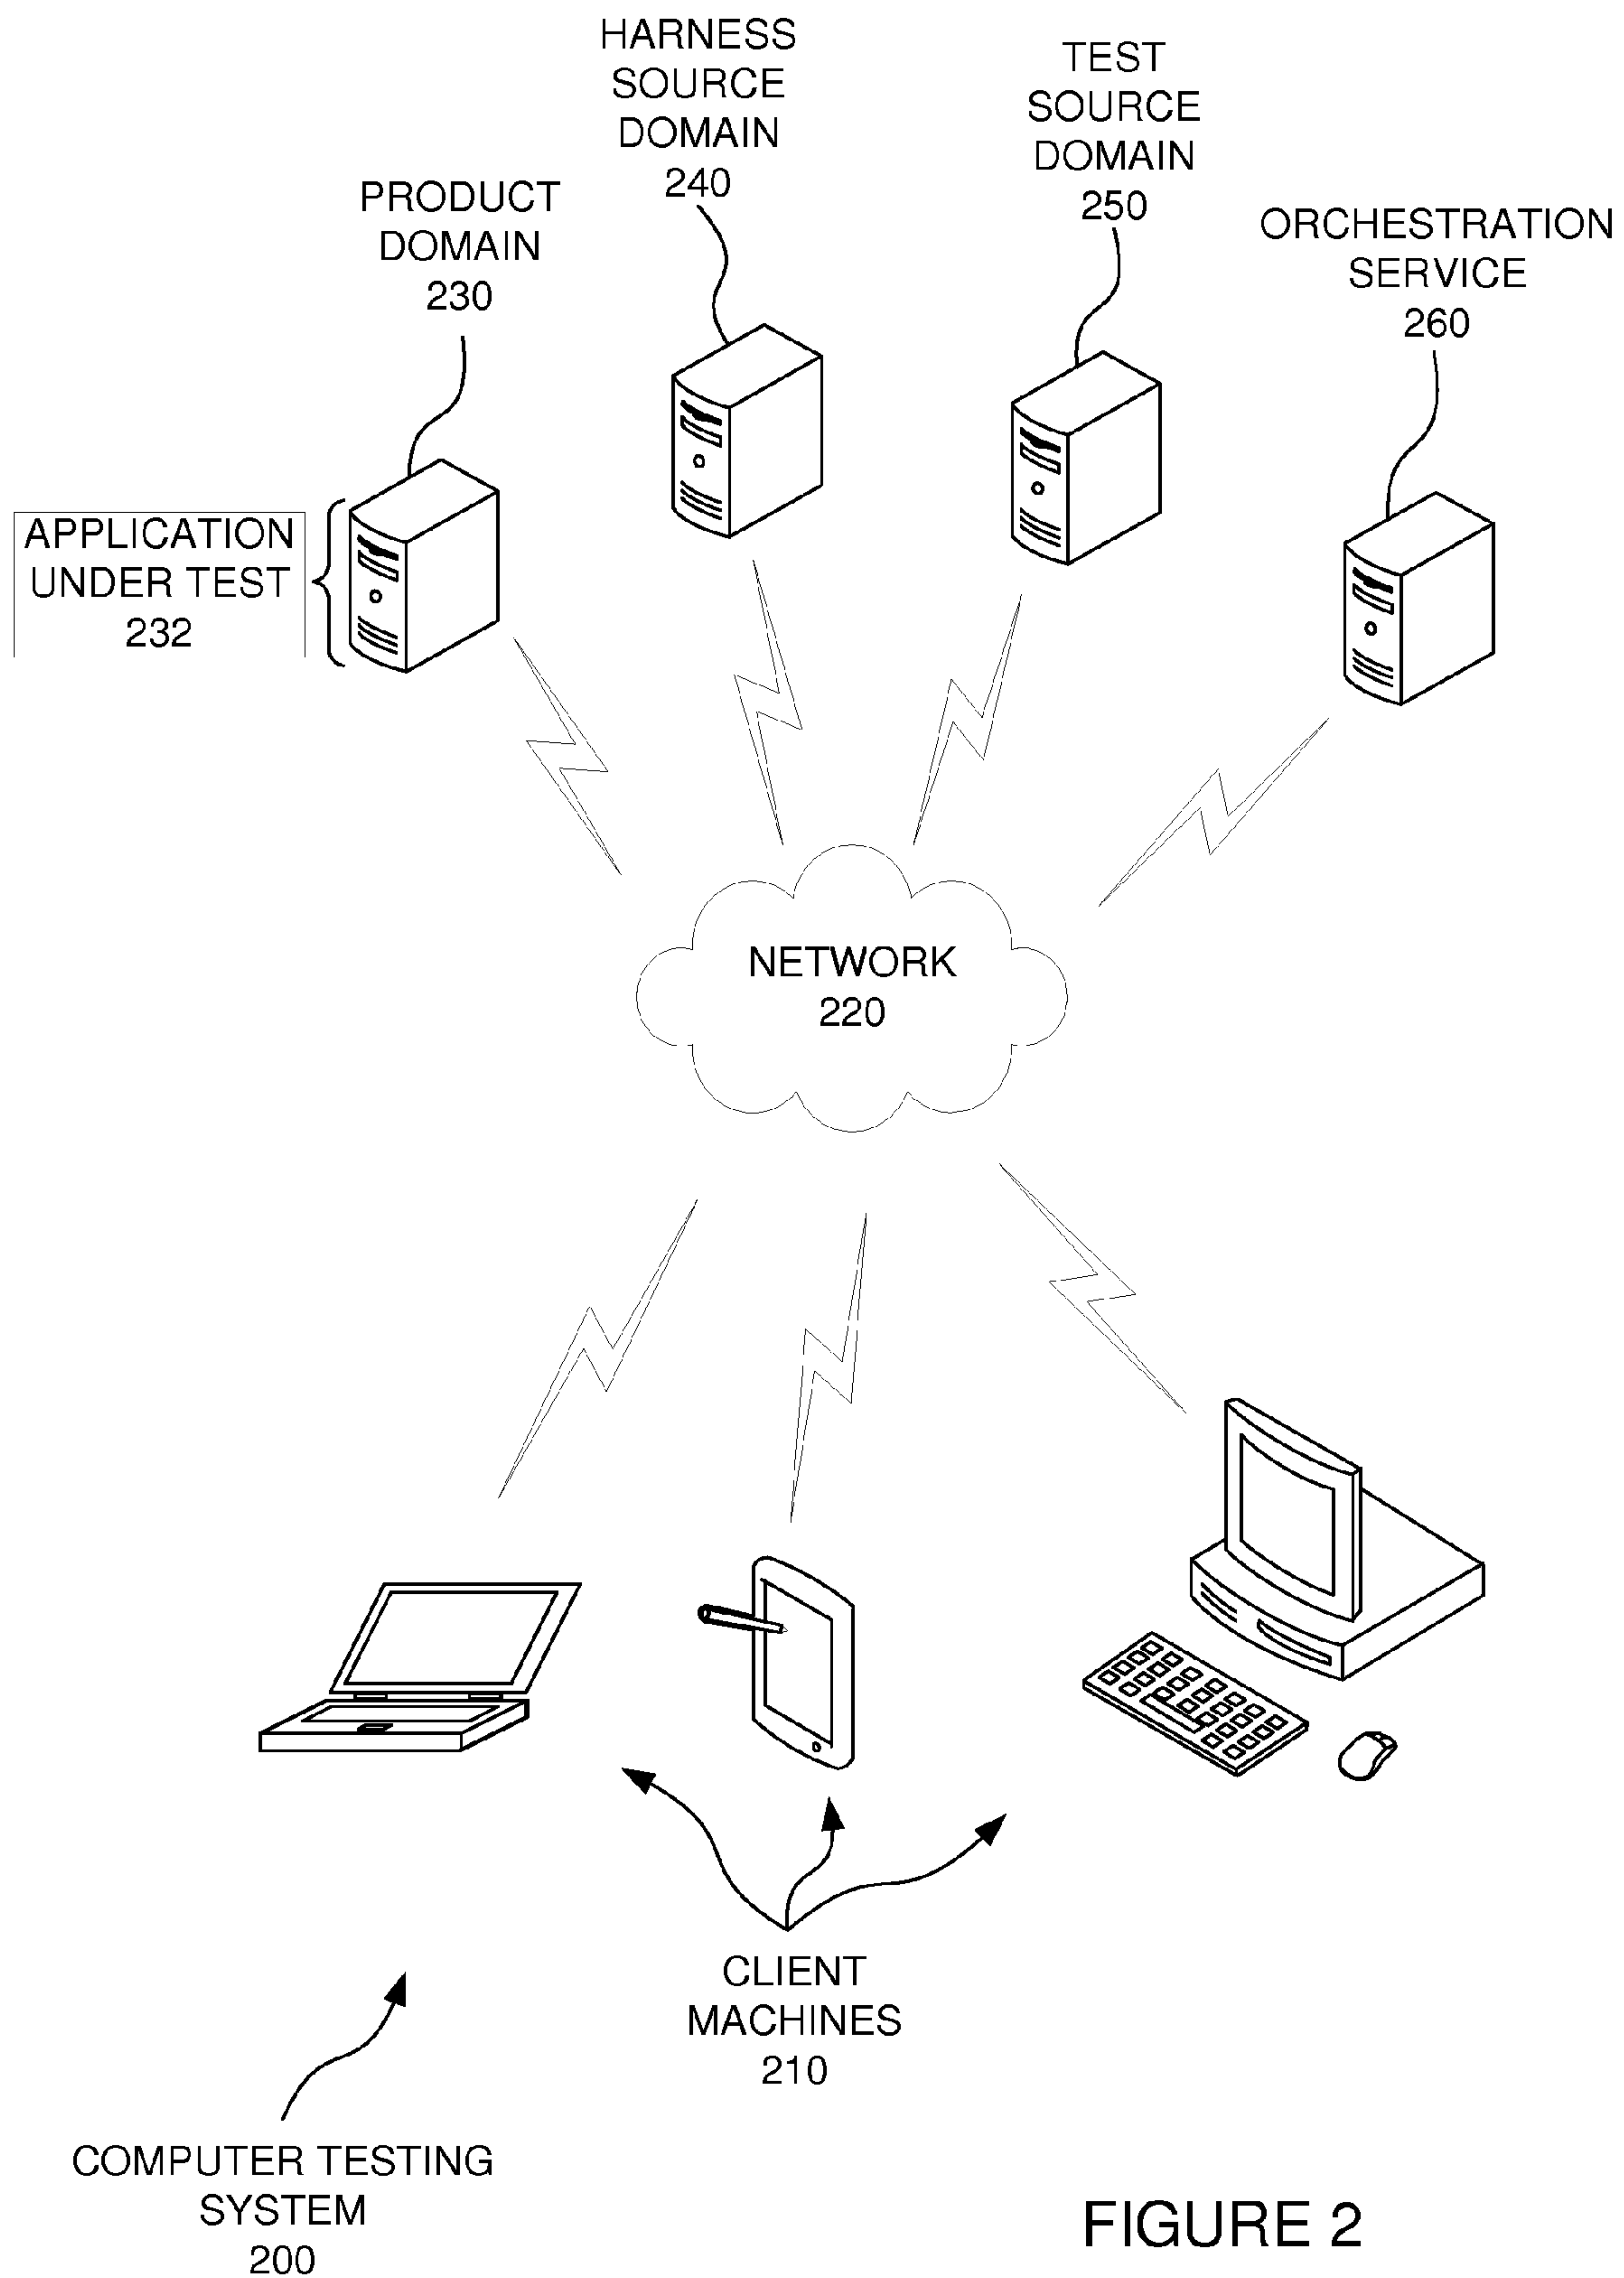 HARNESS
SOURCE
DOMAIN
240
TEST
SOURCE
DOMAIN
250
PRODUCT
DOMAIN
230
ORCHESTRATION
SERVICE
260
APPLICATION
UNDER TEST
232
NETWORK
220
CLIENT
MACHINES
210
COMPUTER TESTING
SYSTEM
200
FIGURE 2